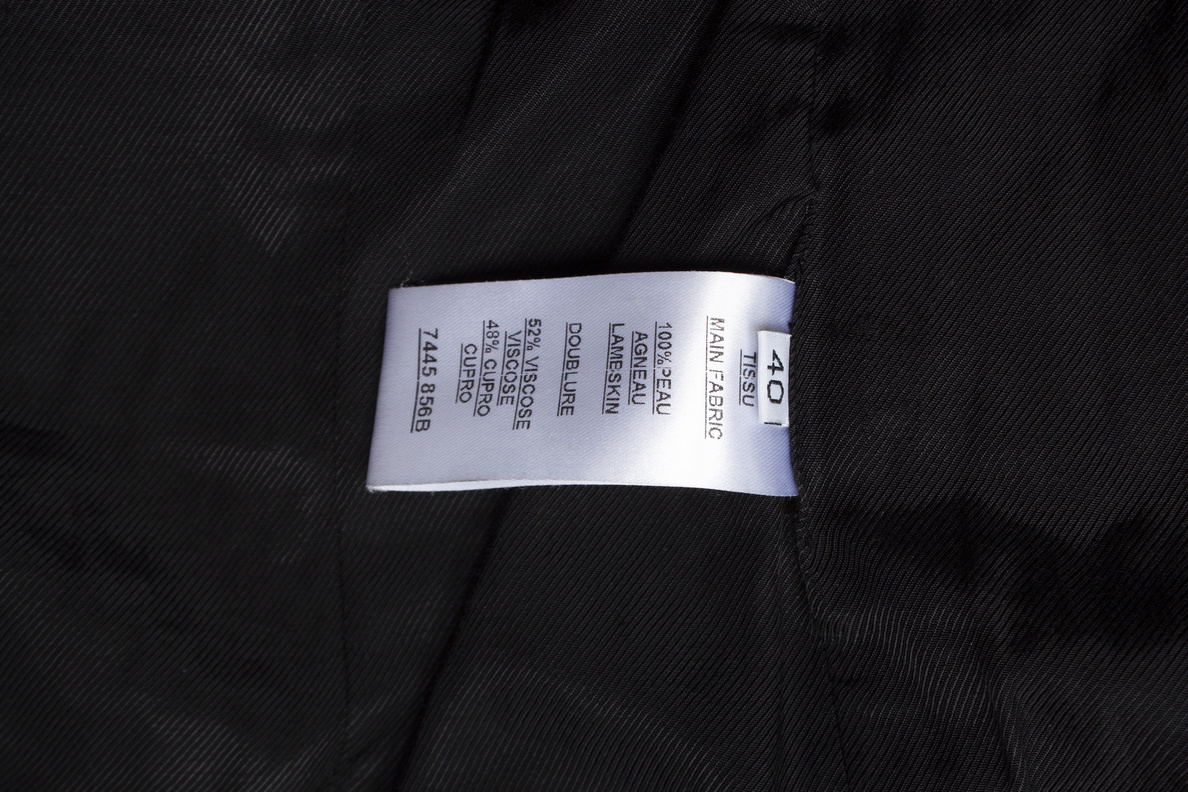 40
TISSU
MAIN FABRIC
100%PEAU
AGNEAU
LAMBSKIN
DOUBLURE
52% VISCOSE
VISCOSE
48% CUPRO
CUPRO
7445 856B